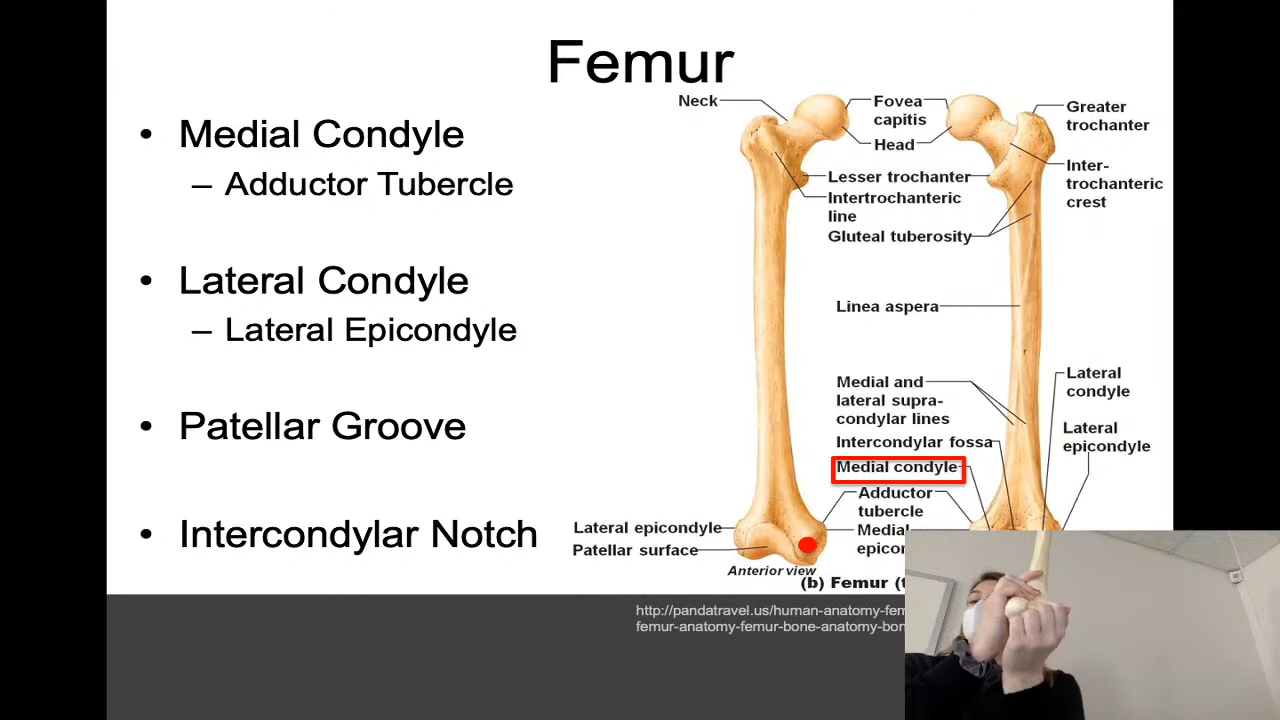 Femur
• Medial Condyle
– Adductor Tubercle
• Lateral Condyle
– Lateral Epicondyle
• Patellar Groove
• Intercondylar Notch
Neck
Fovea
capitis
Head
Greater
trochanter
Lesser trochanter
Inter-
trochanteric
crest
Intertrochanteric
line
Gluteal tuberosity
Linea aspera
Medial and
lateral supra-
condylar lines
Intercondylar fossa
Medial condyle
Lateral
condyle
Lateral
epicondyle
Adductor
tubercle
Lateral epicondyle
Patellar surface
Medial
Anterior view
(b) Femur
http://pandatravel.us/human-anatomy-fem
femur-anatomy-femur-bone-anatomy-bon